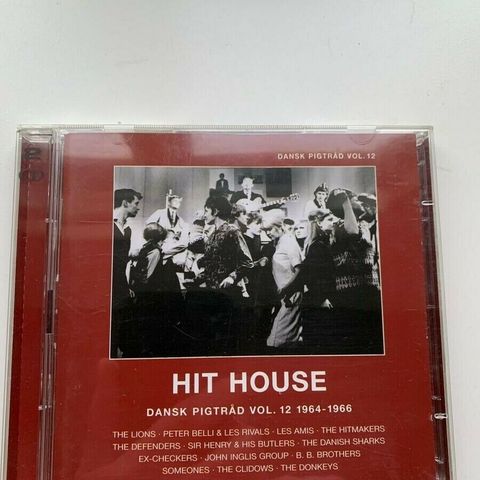 DANSK PIGTRÅD VOL. 12
HIT HOUSE
DANSK PIGTRÅD VOL. 12 1964-1966
THE LIONS · PETER BELLI & LES RIVALS · LES AMIS · THE HITMAKERS
THE DEFENDERS · SIR HENRY & HIS BUTLERS · THE DANISH SHARKS
EX-CHECKERS · JOHN INGLIS GROUP · B. B. BROTHERS
SOMEONES · THE CLIDOWS · THE DONKEYS